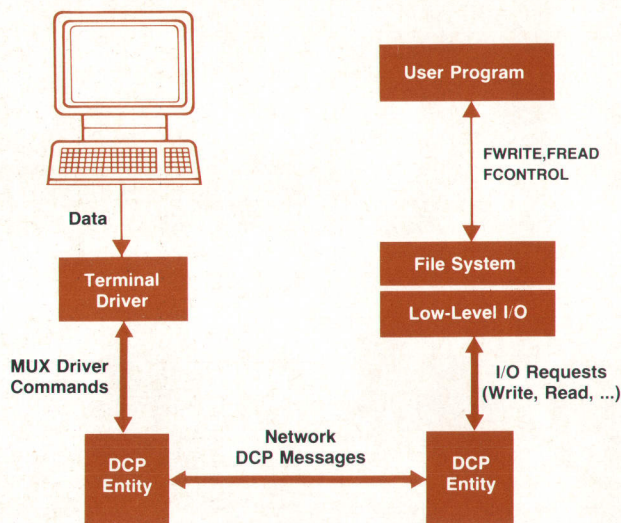 User Program
FWRITE,FREAD
FCONTROL
Data
File System
Terminal
Driver
Low-Level I/O
MUX Driver
Commands
I/O Requests
(Write, Read, ...)
Network
DCP Messages
DCP
Entity
DCP
Entity